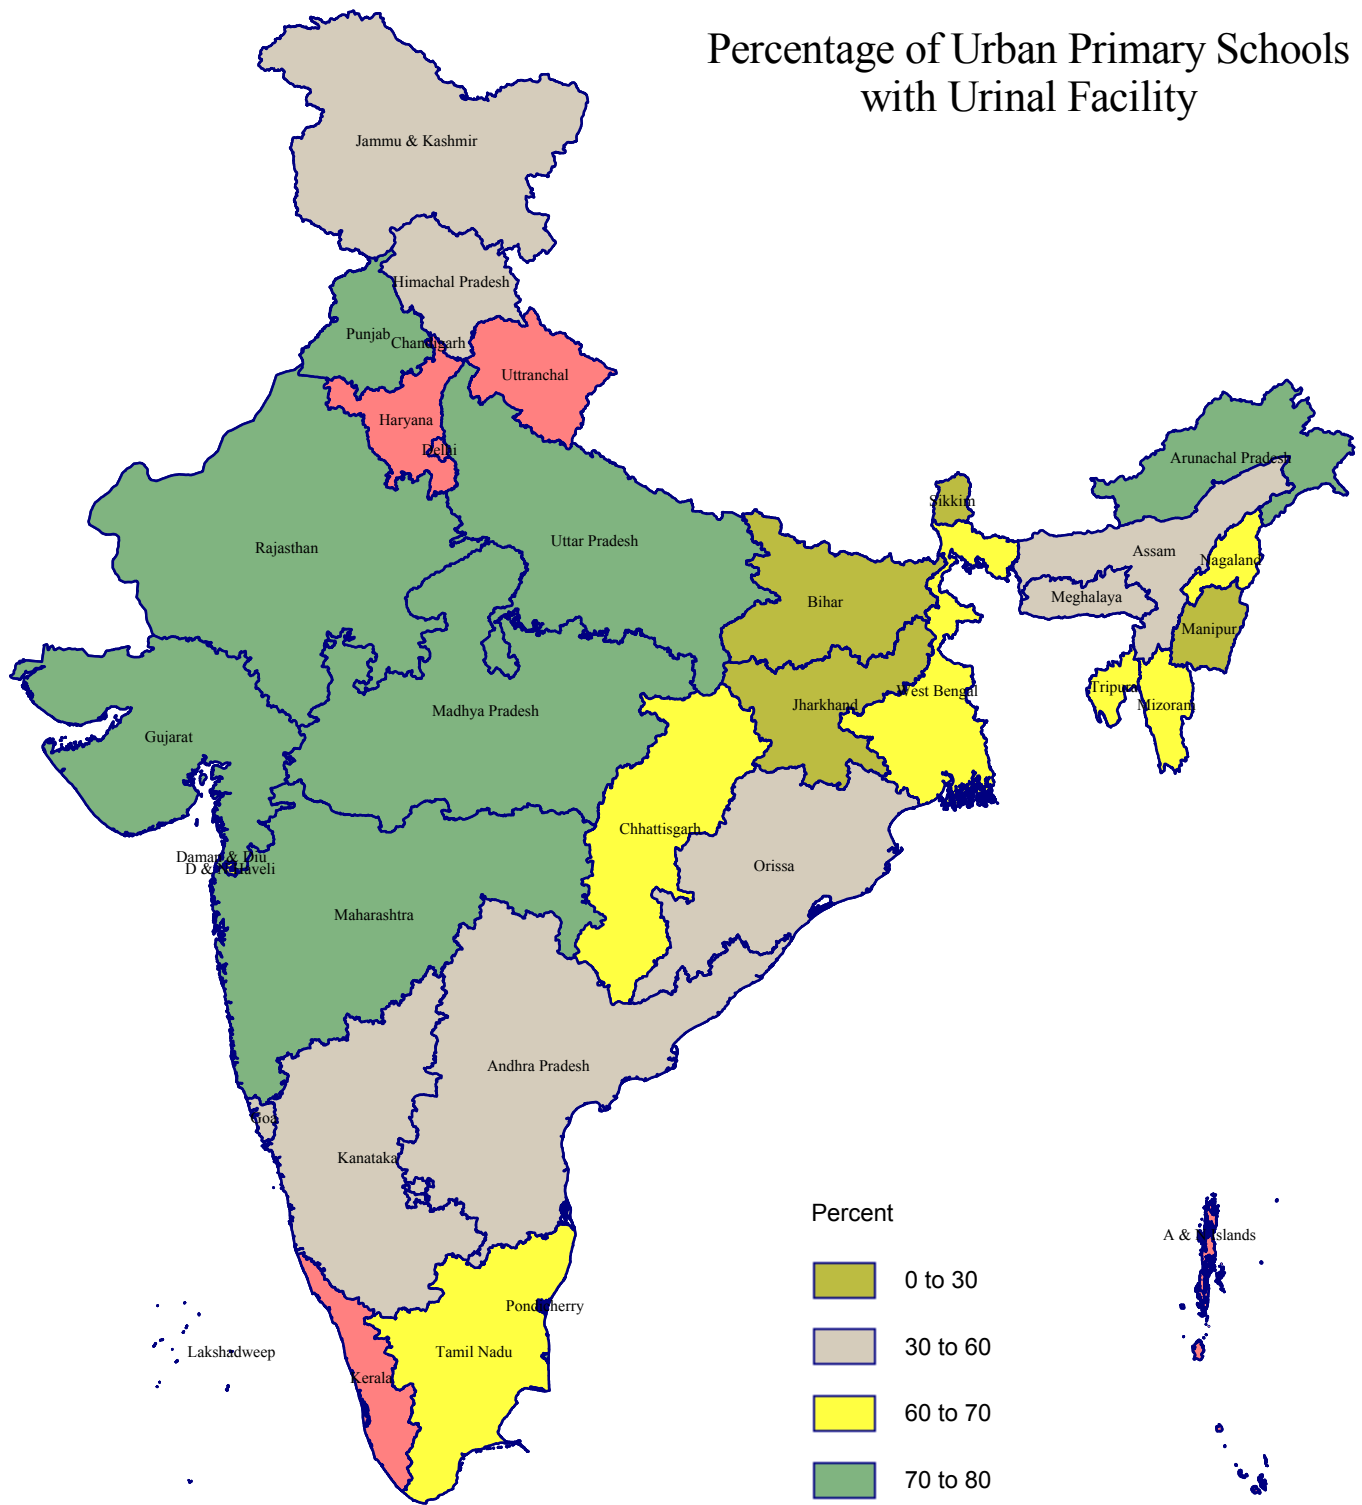 Percentage of Urban Primary Schools
with Urinal Facility
Jammu & Kashmir
Himachal Pradesh
Punjab
Chandigarh
Uttranchal
Haryana
Delhi
Arunachal Pradesh
Sikkim
Rajasthan
Uttar Pradesh
Assam
Nagaland
Bihar
Meghalaya
Manipur
Tripura
West Bengal
Jharkhand
Mizoram
Madhya Pradesh
Gujarat
Chhattisgarh
Daman & Diu
D & N Haveli
Orissa
Maharashtra
Andhra Pradesh
Goa
Kanataka
Percent
A & N Islands
0 to 30
Pondicherry
30 to 60
Lakshadweep
Tamil Nadu
Kerala
60 to 70
70 to 80